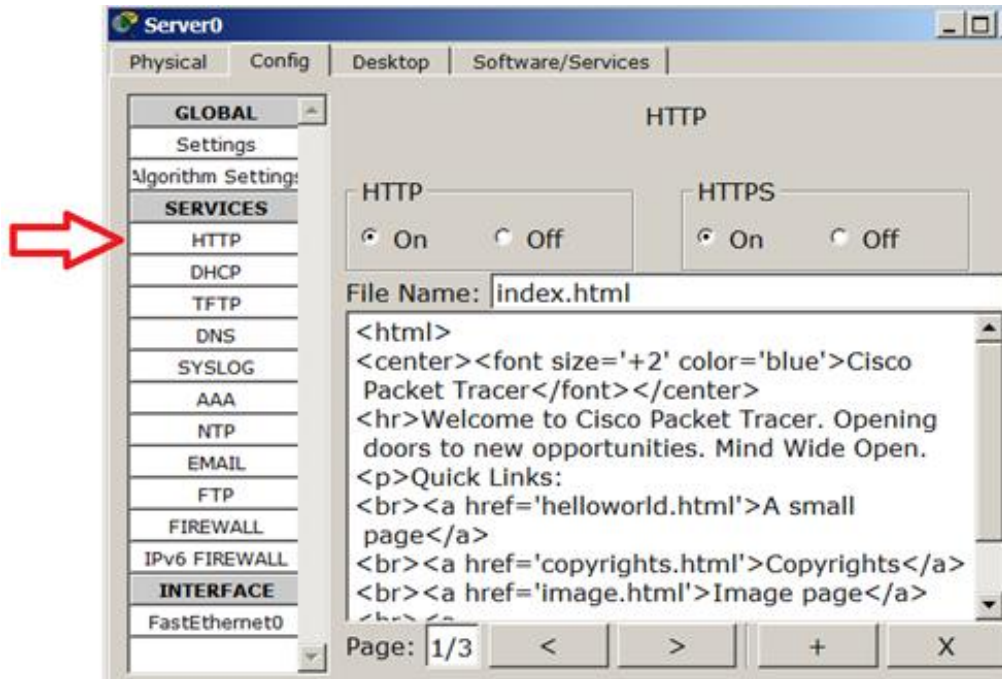 Server0
Physical Config Desktop Software/Services
GLOBAL
Settings
Algorithm Settings
SERVICES
HTTP
DHCP
TFTP
DNS
SYSLOG
AAA
NTP
EMAIL
FTP
FIREWALL
IPv6 FIREWALL
INTERFACE
FastEthernet0
HTTP
HTTP
On Off
HTTPS
On Off
File Name: index.html
<html>
<center><font size='+2' color='blue'>Cisco
Packet Tracer</font></center>
<hr>Welcome to Cisco Packet Tracer. Opening
doors to new opportunities. Mind Wide Open.
<p>Quick Links:
<br><a href='helloworld.html'>A small
page</a>
<br><a href='copyrights.html'>Copyrights</a>
<br><a href='image.html'>Image page</a>
Page: 1/3 < > + X